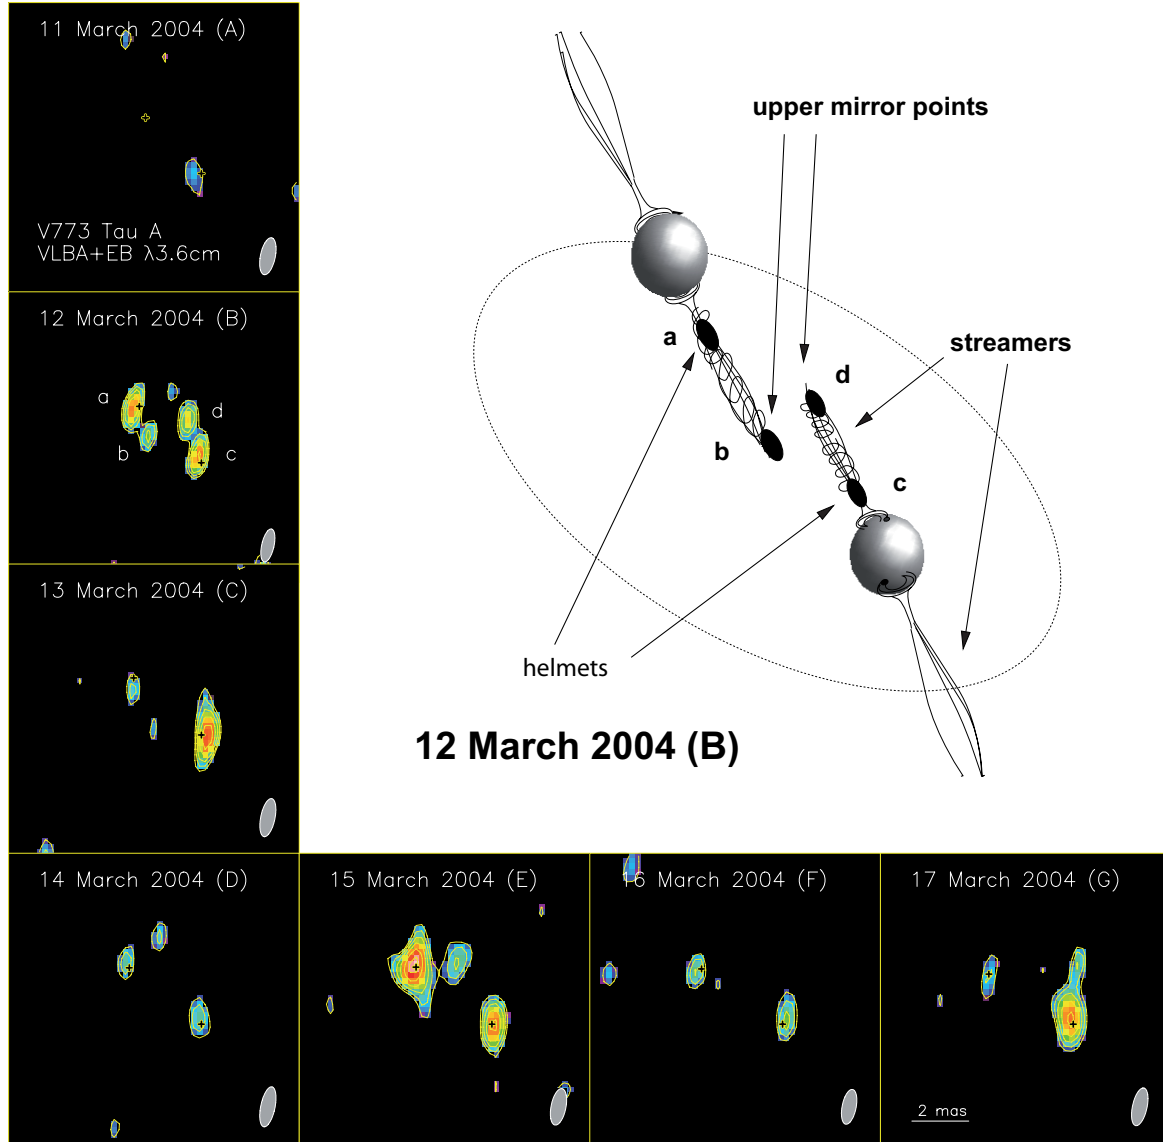 11 March 2004 (A)
V773 Tau A
VLBA+EB λ3.6cm
12 March 2004 (B)
a
b
d
c
13 March 2004 (C)
upper mirror points
a
b
d
c
streamers
helmets
12 March 2004 (B)
14 March 2004 (D)
15 March 2004 (E)
16 March 2004 (F)
17 March 2004 (G)
2 mas